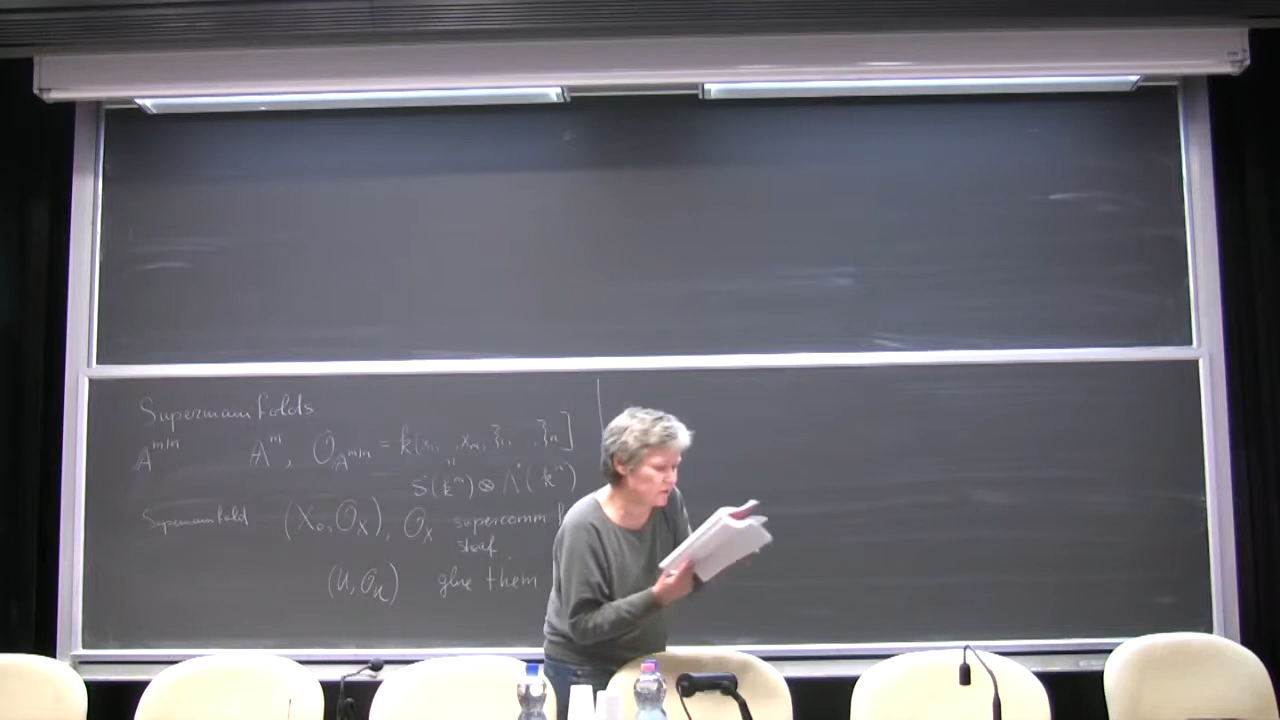 Supermanifolds
A^{m|n} A^m, O_{A^{m|n}} = k[x_1, , x_m, ξ_1, , ξ_n]
"
S(k^m) ⊗ Λ^•(k^n)
Supermanifold (X_0, O_X), O_X supercomm
sheaf.
(U, O_U) glue them